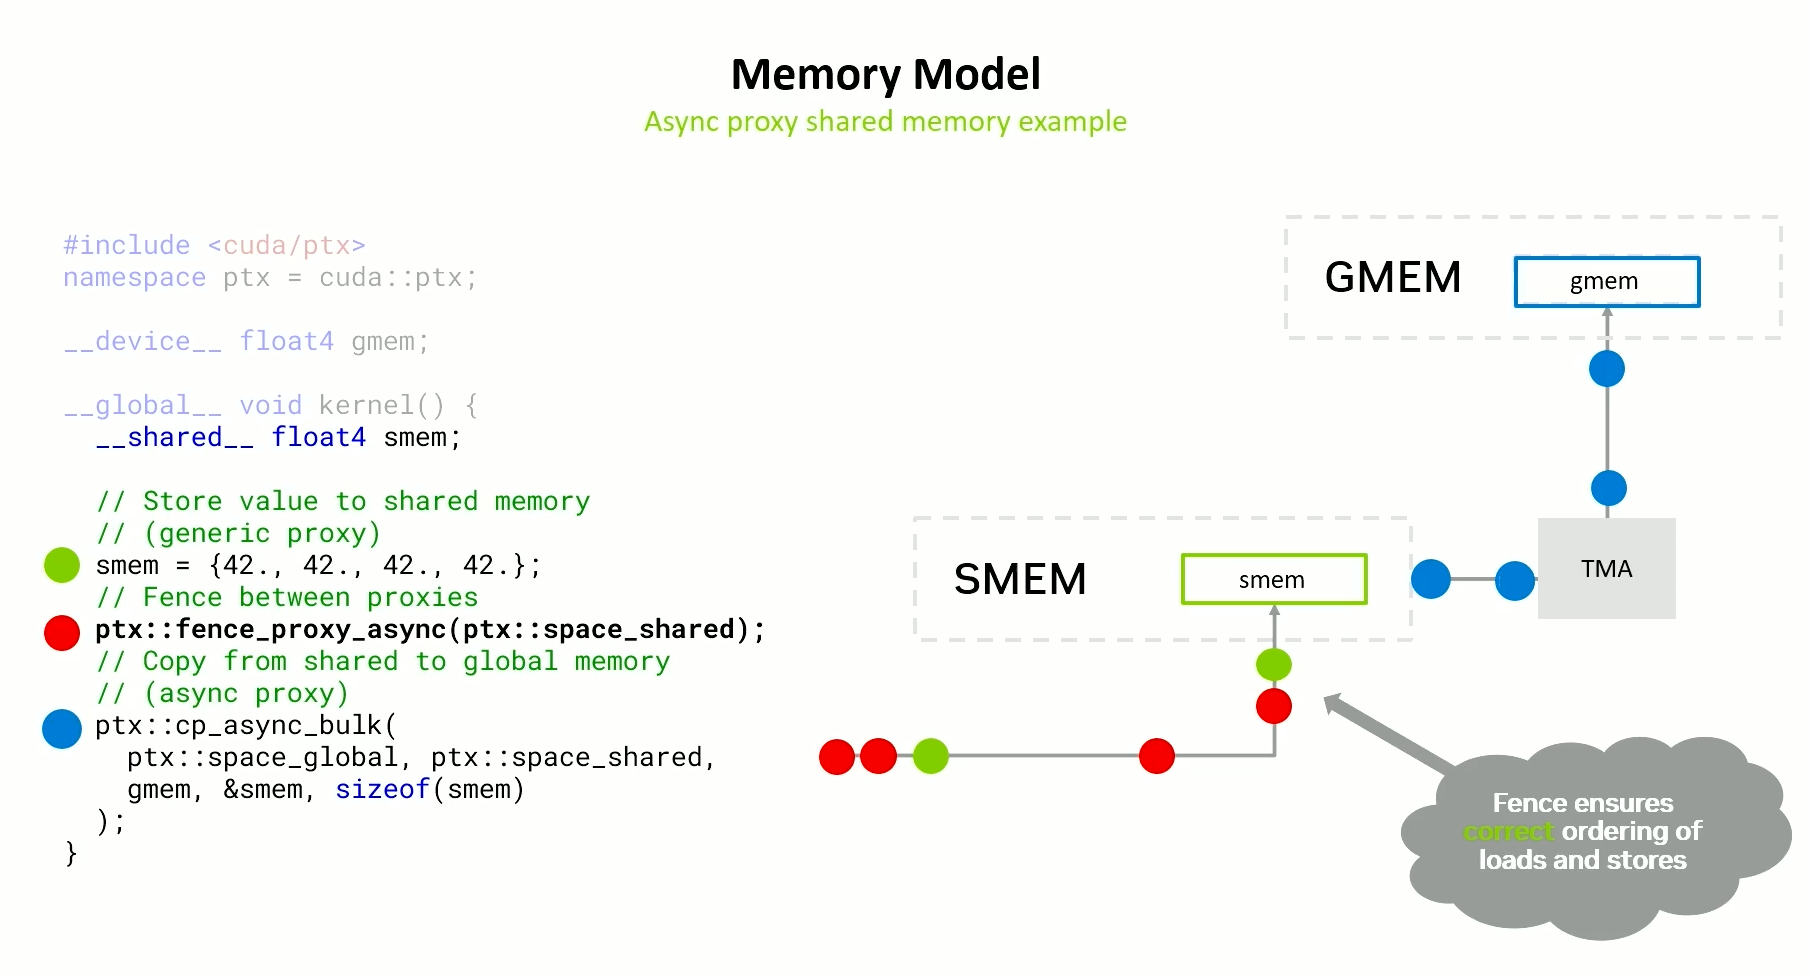 Memory Model
Async proxy shared memory example
#include <cuda/ptx>
namespace ptx = cuda::ptx;
__device__ float4 gmem;
__global__ void kernel() {
__shared__ float4 smem;
// Store value to shared memory
// (generic proxy)
smem = {42., 42., 42., 42.};
// Fence between proxies
ptx::fence_proxy_async(ptx::space_shared);
// Copy from shared to global memory
// (async proxy)
ptx::cp_async_bulk(
ptx::space_global, ptx::space_shared,
gmem, &smem, sizeof(smem)
);
}
GMEM
gmem
SMEM
smem
TMA
Fence ensures
correct ordering of
loads and stores